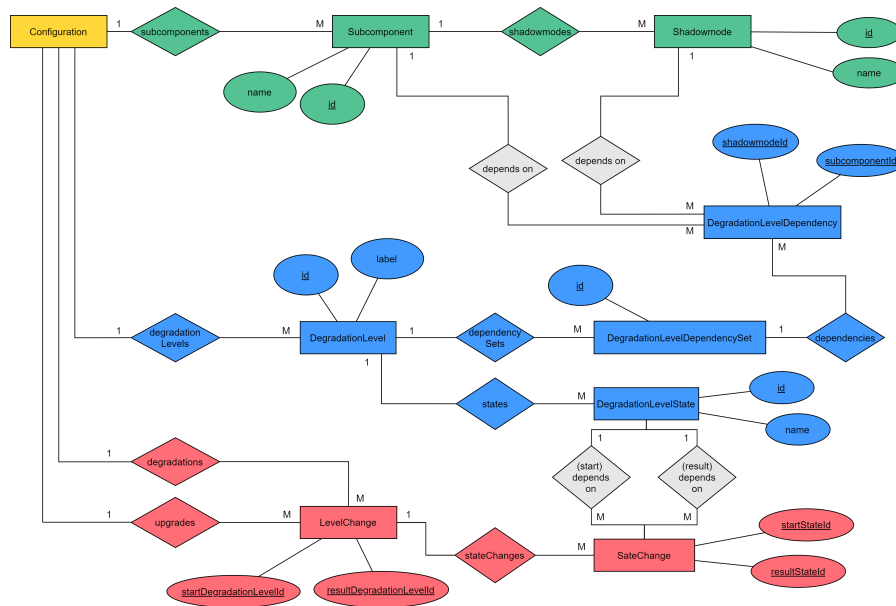 1
M
1
M
Configuration
subcomponents
Subcomponent
shadowmodes
Shadowmode
id
1
1
name
id
name
shadowmodeId
depends on
depends on
subcomponentId
M
DegradationLevelDependency
M
M
label
id
id
1
degradation
Levels
M
DegradationLevel
1
dependency
Sets
M
DegradationLevelDependencySet
1
dependencies
1
M
states
DegradationLevelState
id
name
1
1
1
degradations
(start)
depends
on
(result)
depends
on
M
1
upgrades
M
LevelChange
1
M
M
startStateId
stateChanges
M
SateChange
resultStateId
startDegradationLevelId
resultDegradationLevelId